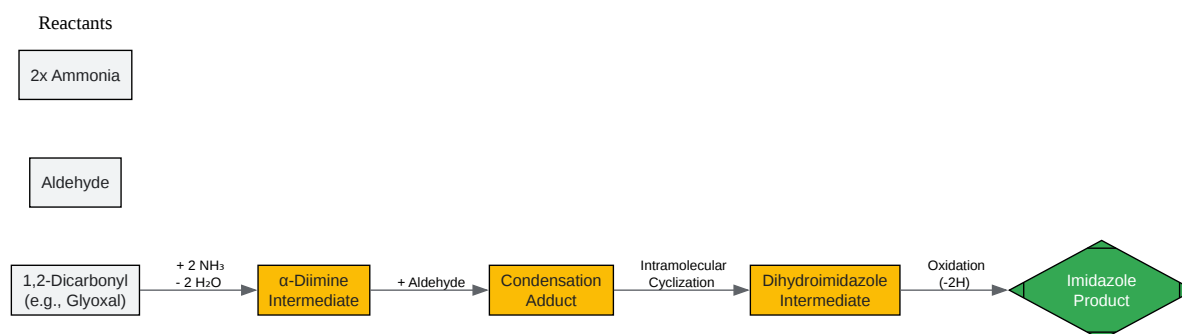 Reactants
2x Ammonia
Aldehyde
1,2-Dicarbonyl
(e.g., Glyoxal)
+ 2 NH₃
- 2 H₂O
α-Diimine
Intermediate
+ Aldehyde
Condensation
Adduct
Intramolecular
Cyclization
Dihydroimidazole
Intermediate
Oxidation
(-2H)
Imidazole
Product